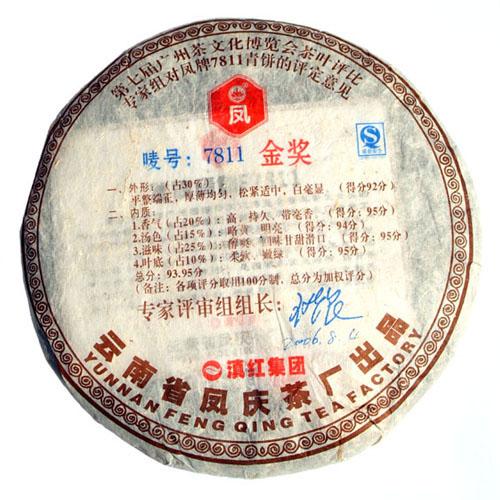 第七届广州茶文化博览会茶叶评比
专家组对凤牌7811青饼的评定意见
凤
唛号：7811 金奖
一、外形：（占30%）
平整端正，厚薄均匀，松紧适中，白毫显 （得分92分）
二、内质：
1.香气（占20%）：高、持久、带毫香 （得分：95分）
2.汤色（占15%）：略黄、明亮 （得分：94分）
3.滋味（占25%）：醇 回味甘甜滑口 （得分：95分）
4.叶底（占10%）：柔软、嫩绿 （得分：95分）
总分：93.95分
（备注：各项评分取用100分制，总分为加权评分）
专家评审组组长：
2006.8.
滇红集团
云南省凤庆茶厂出品
YUNNAN FENG QING TEA FACTORY